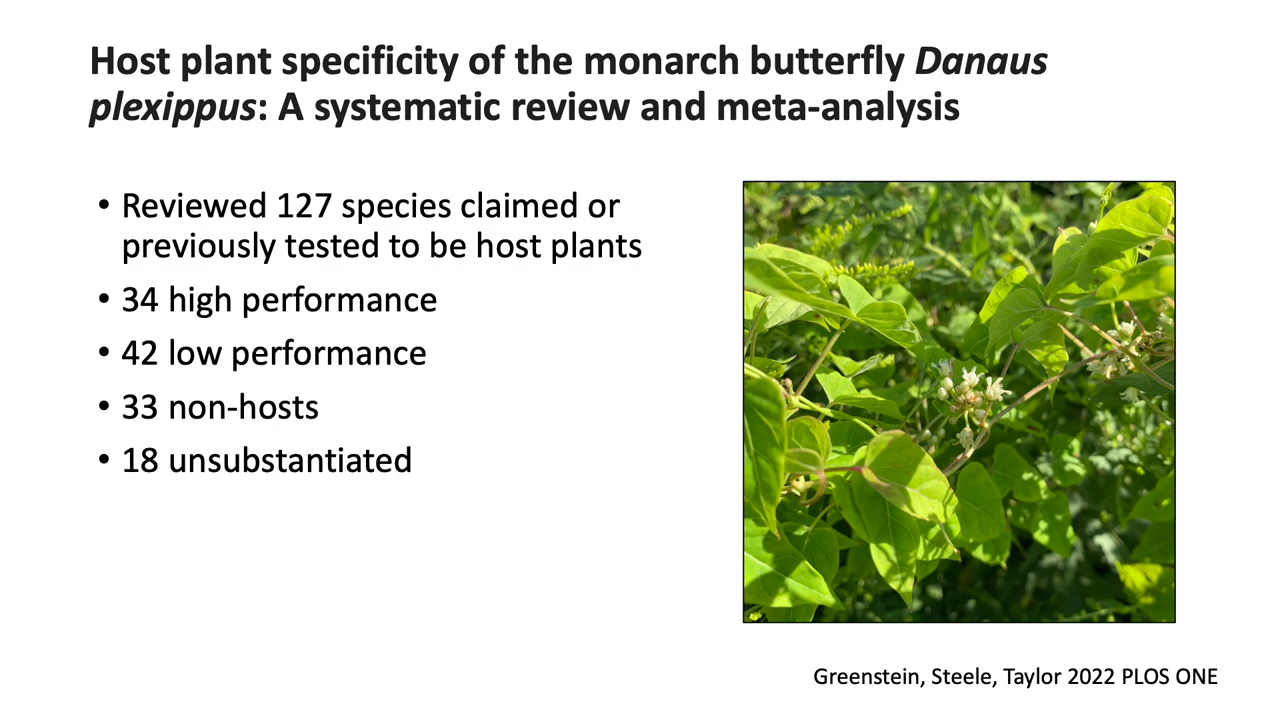 Host plant specificity of the monarch butterfly Danaus
plexippus: A systematic review and meta-analysis
• Reviewed 127 species claimed or
previously tested to be host plants
• 34 high performance
• 42 low performance
• 33 non-hosts
• 18 unsubstantiated
Greenstein, Steele, Taylor 2022 PLOS ONE